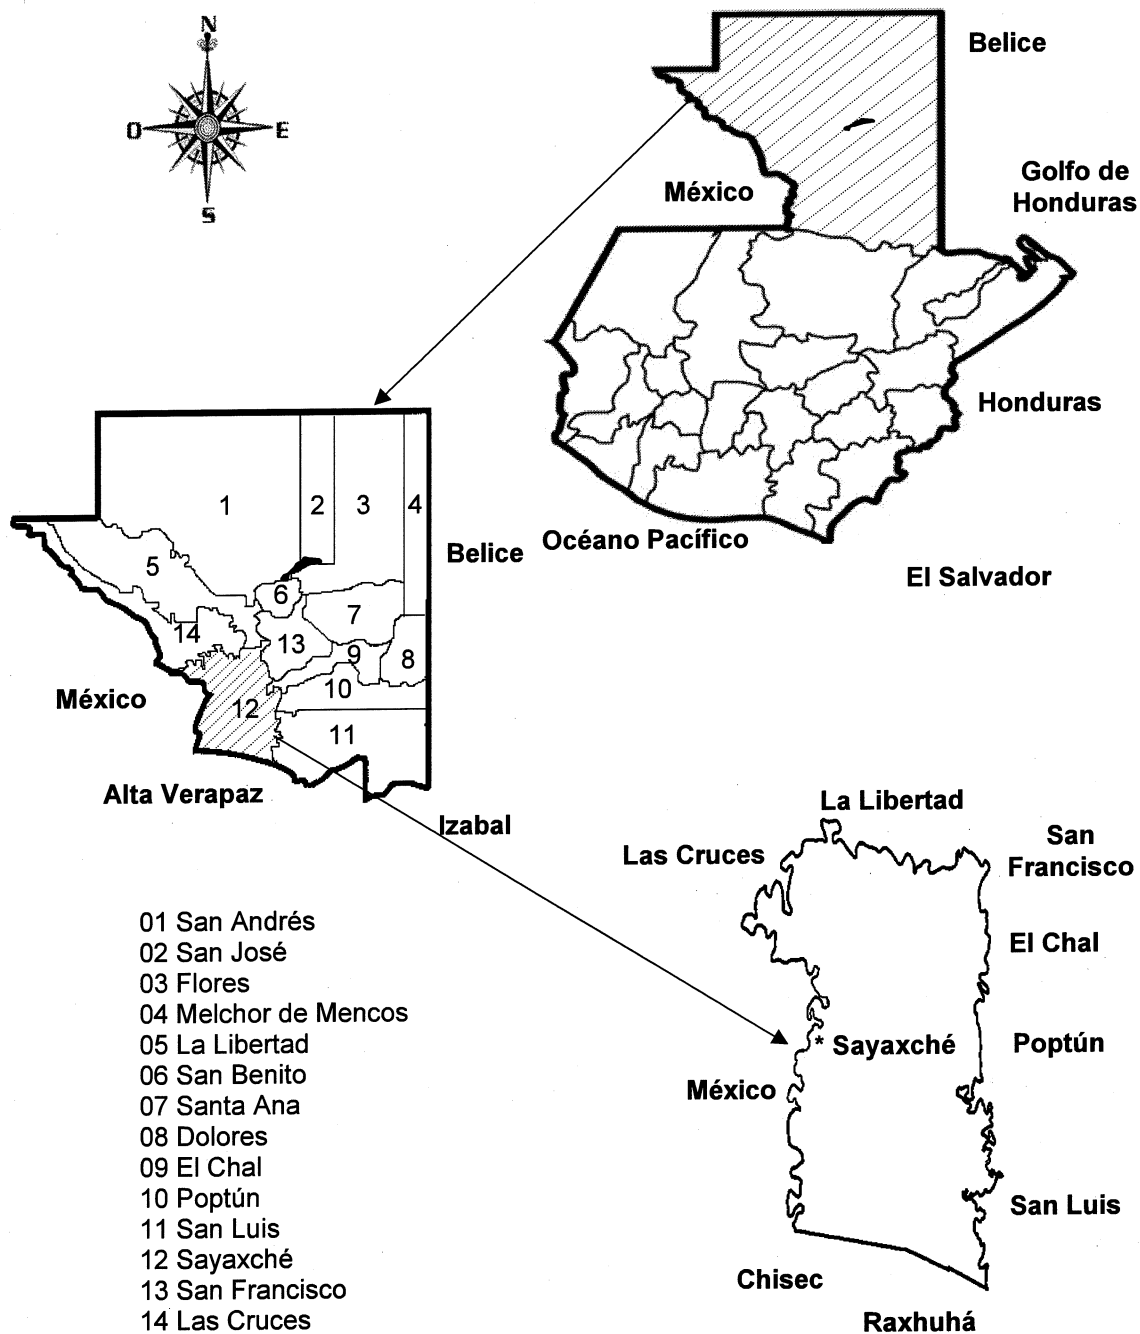 N
O
E
S
Belice
México
Golfo de
Honduras
Honduras
Océano Pacífico
El Salvador
1
2
3
4
5
6
7
14
13
9
8
12
10
11
Belice
México
Alta Verapaz
Izabal
01 San Andrés
02 San José
03 Flores
04 Melchor de Mencos
05 La Libertad
06 San Benito
07 Santa Ana
08 Dolores
09 El Chal
10 Poptún
11 San Luis
12 Sayaxché
13 San Francisco
14 Las Cruces
La Libertad
Las Cruces
San
Francisco
El Chal
* Sayaxché
Poptún
México
San Luis
Chisec
Raxhuhá